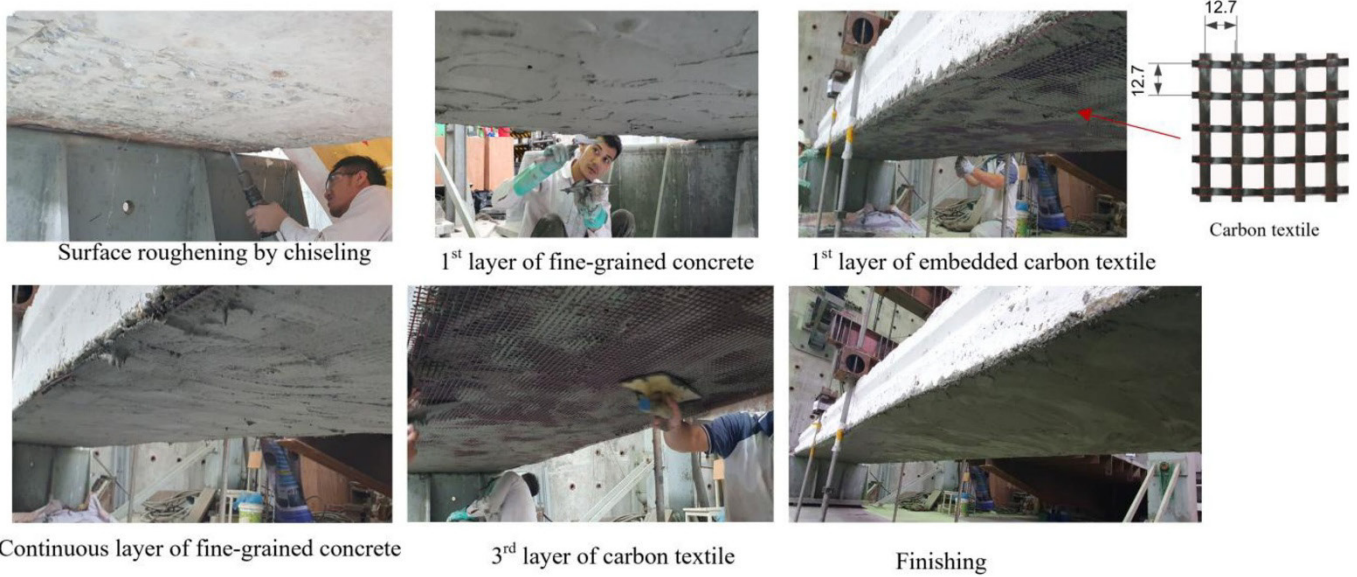 12.7
12.7
Carbon textile
Surface roughening by chiseling
1st layer of fine-grained concrete
1st layer of embedded carbon textile
Continuous layer of fine-grained concrete
3rd layer of carbon textile
Finishing